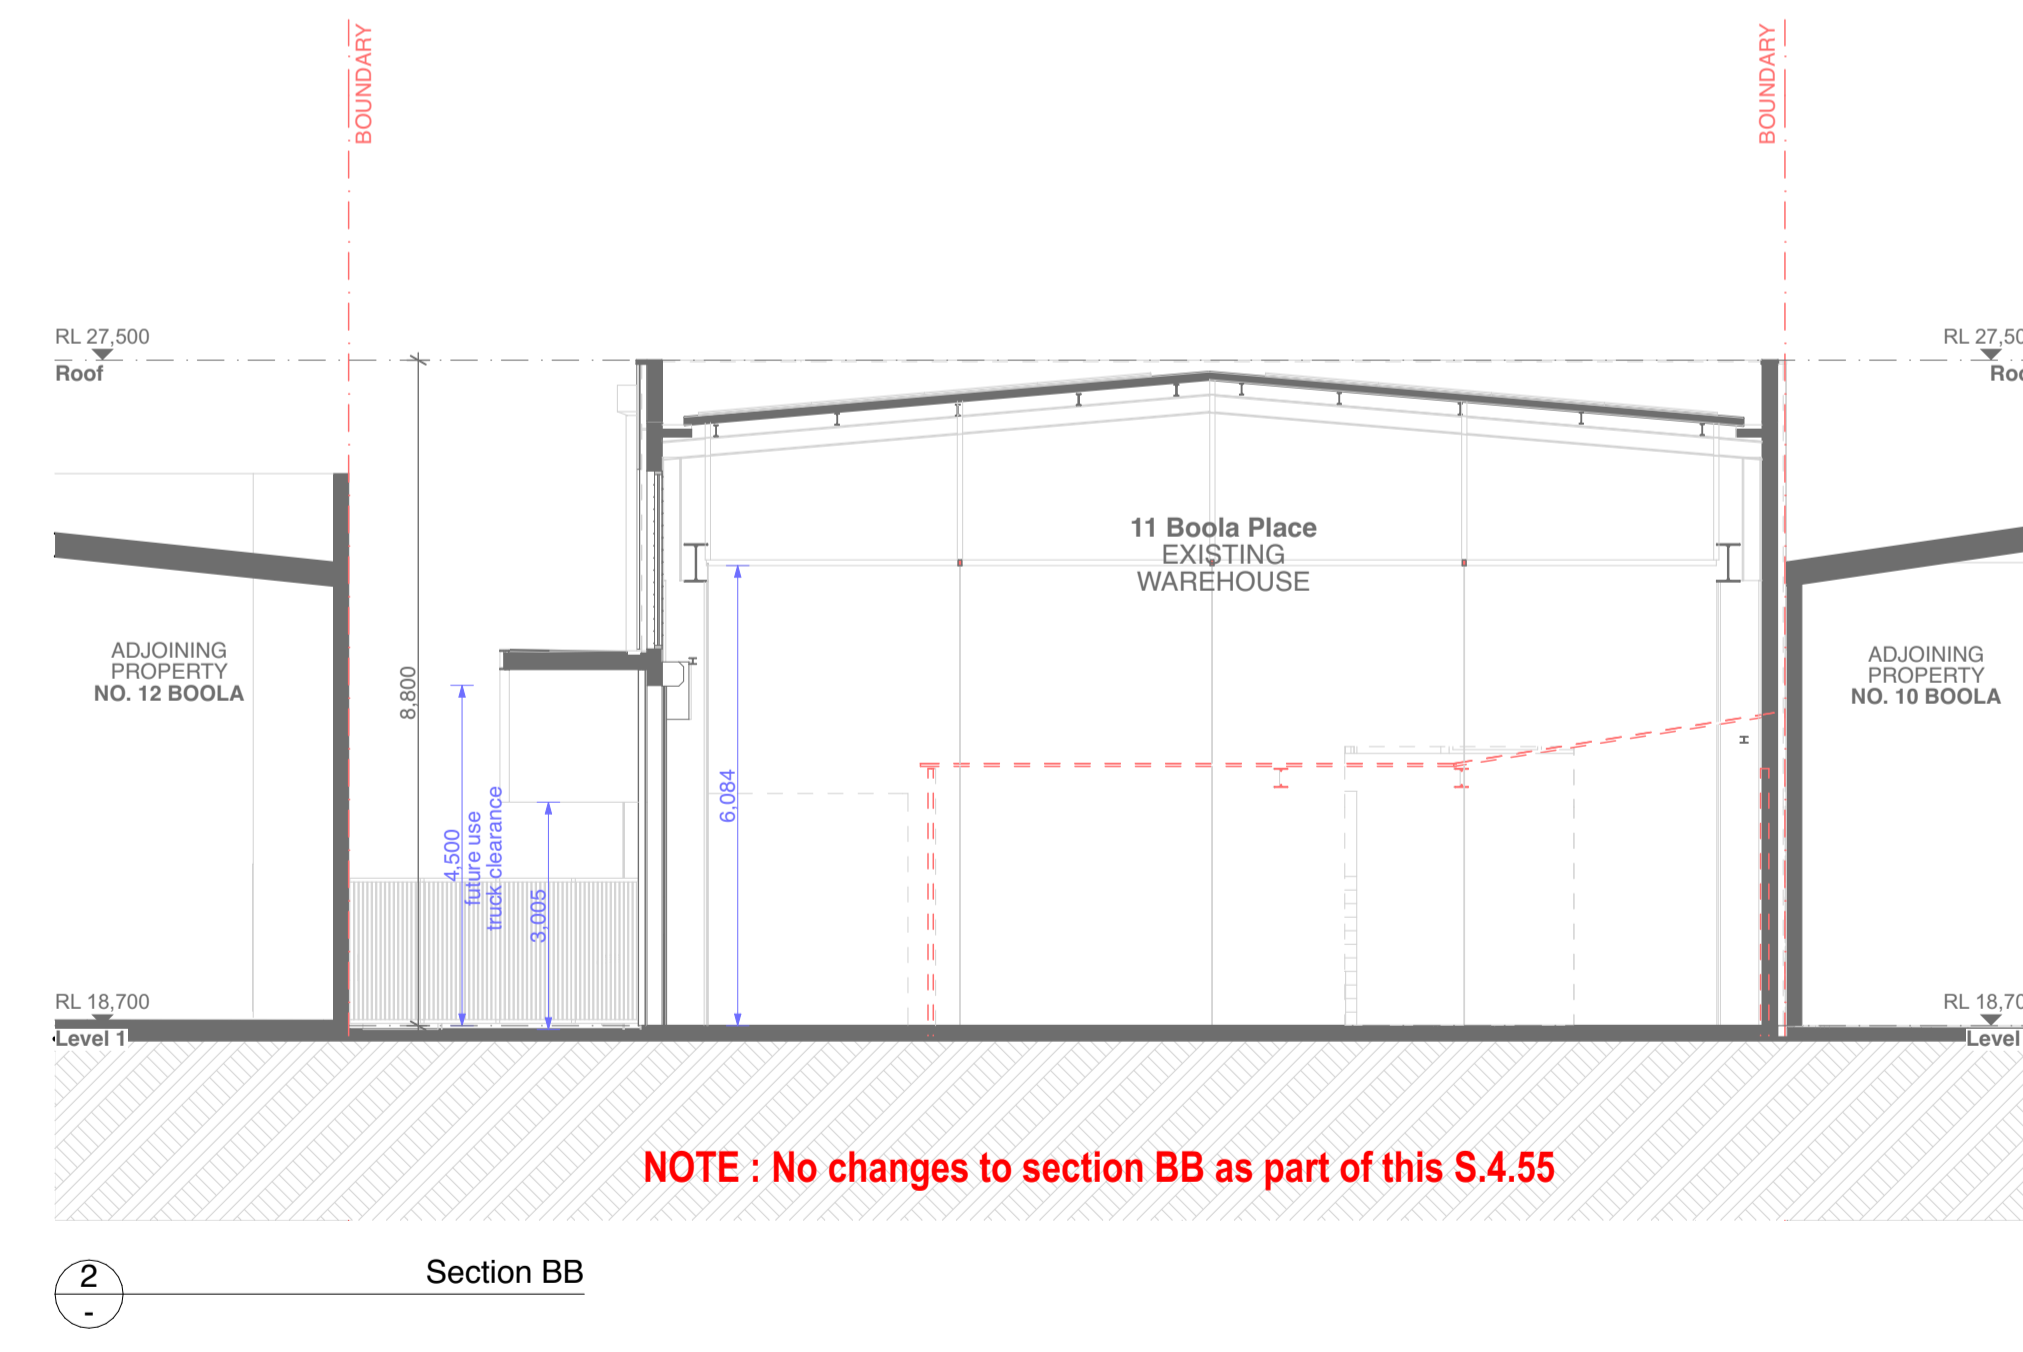 BOUNDARY
BOUNDARY
RL 27,500
Roof
RL 27,50
Roo
11 Boola Place
EXISTING
WAREHOUSE
ADJOINING
PROPERTY
NO. 12 BOOLA
8,800
4,500
future use
truck clearance
3,005
6,084
ADJOINING
PROPERTY
NO. 10 BOOLA
RL 18,700
Level 1
RL 18,70
Level
NOTE : No changes to section BB as part of this S.4.55
2
-
Section BB